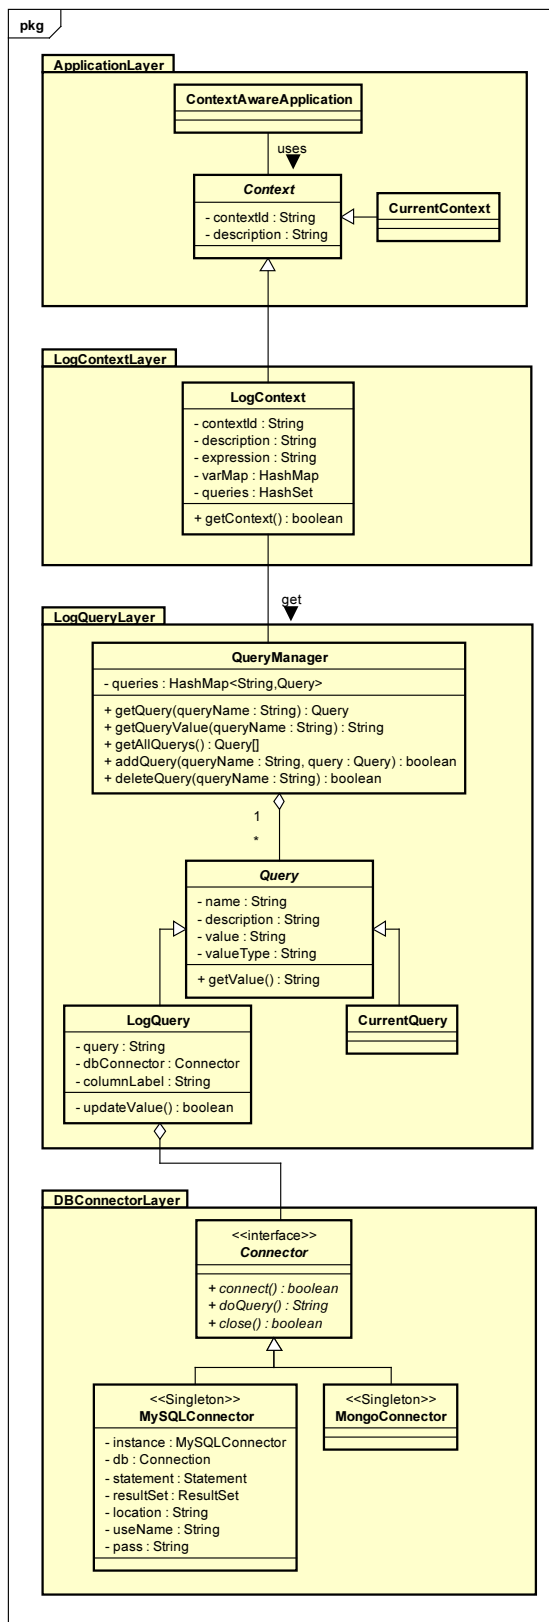 pkg
ApplicationLayer
ContextAwareApplication
uses
Context
- contextId : String
- description : String
CurrentContext
LogContextLayer
LogContext
- contextId : String
- description : String
- expression : String
- varMap : HashMap
- queries : HashSet
+ getContext() : boolean
get
LogQueryLayer
QueryManager
- queries : HashMap<String,Query>
+ getQuery(queryName : String) : Query
+ getQueryValue(queryName : String) : String
+ getAllQuerys() : Query[]
+ addQuery(queryName : String, query : Query) : boolean
+ deleteQuery(queryName : String) : boolean
1
*
Query
- name : String
- description : String
- value : String
- valueType : String
+ getValue() : String
LogQuery
- query : String
- dbConnector : Connector
- columnLabel : String
- updateValue() : boolean
CurrentQuery
DBConnectorLayer
<<interface>>
Connector
+ connect() : boolean
+ doQuery() : String
+ close() : boolean
<<Singleton>>
MySQLConnector
- instance : MySQLConnector
- db : Connection
- statement : Statement
- resultSet : ResultSet
- location : String
- useName : String
- pass : String
<<Singleton>>
MongoConnector